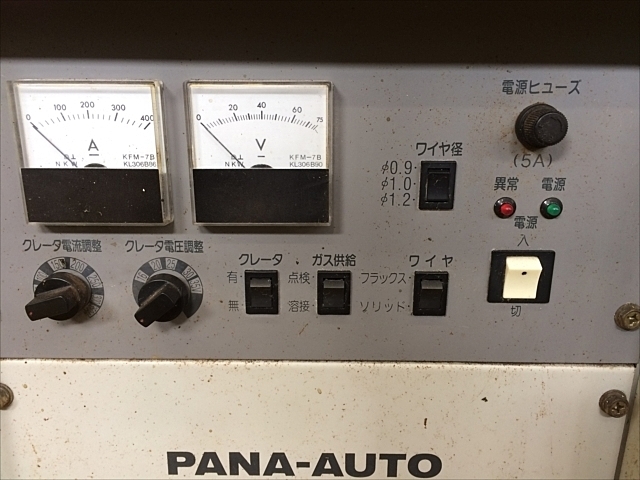 0 100 200 300 400
A
NKW KFM-7B
KL306B96
0 20 40 60 75
V
NKW KFM-7B
KL306B90
電源ヒューズ
(5A)
ワイヤ径
φ0.9
φ1.0
φ1.2
異常 電源
電源
入
切
クレータ電流調整
クレータ電圧調整
クレータ
有
無
ガス供給
点検
溶接
ワイヤ
フラックス
ソリッド
PANA-AUTO